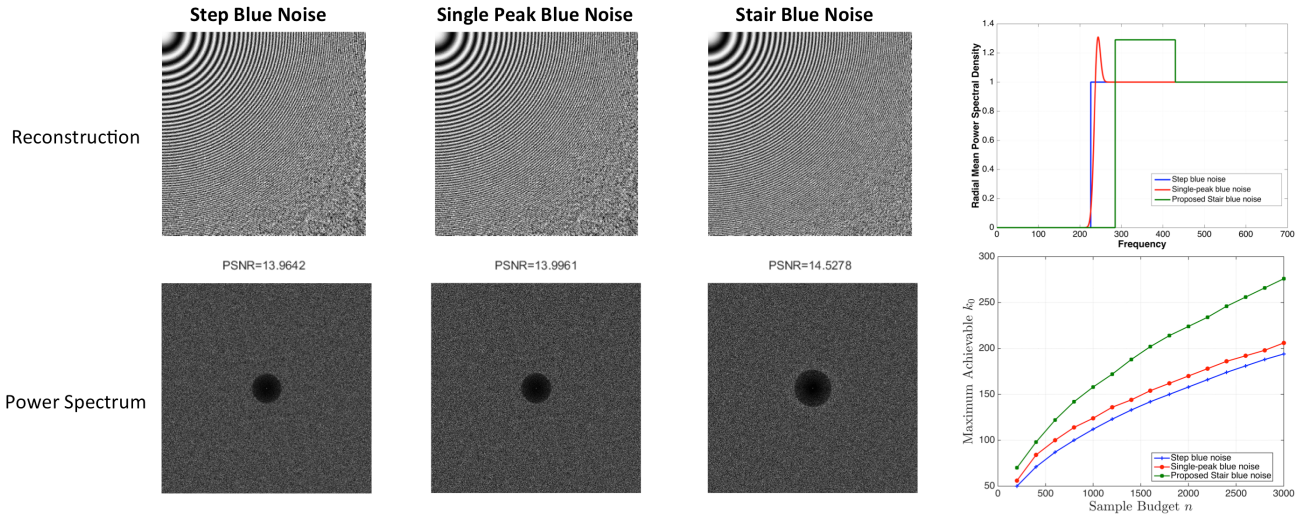 Step Blue Noise
Single Peak Blue Noise
Stair Blue Noise
Reconstruction
PSNR=13.9642
PSNR=13.9961
PSNR=14.5278
Power Spectrum
Radial Mean Power Spectral Density
1.4
1.2
1
0.8
0.6
0.4
0.2
0
0 100 200 300 400 500 600 700
Frequency
Step blue noise
Single-peak blue noise
Proposed Stair blue noise
Maximum Achievable k₀
250
200
150
100
50
0 500 1000 1500 2000 2500 3000
Sample Budget n
Step blue noise
Single-peak blue noise
Proposed Stair blue noise